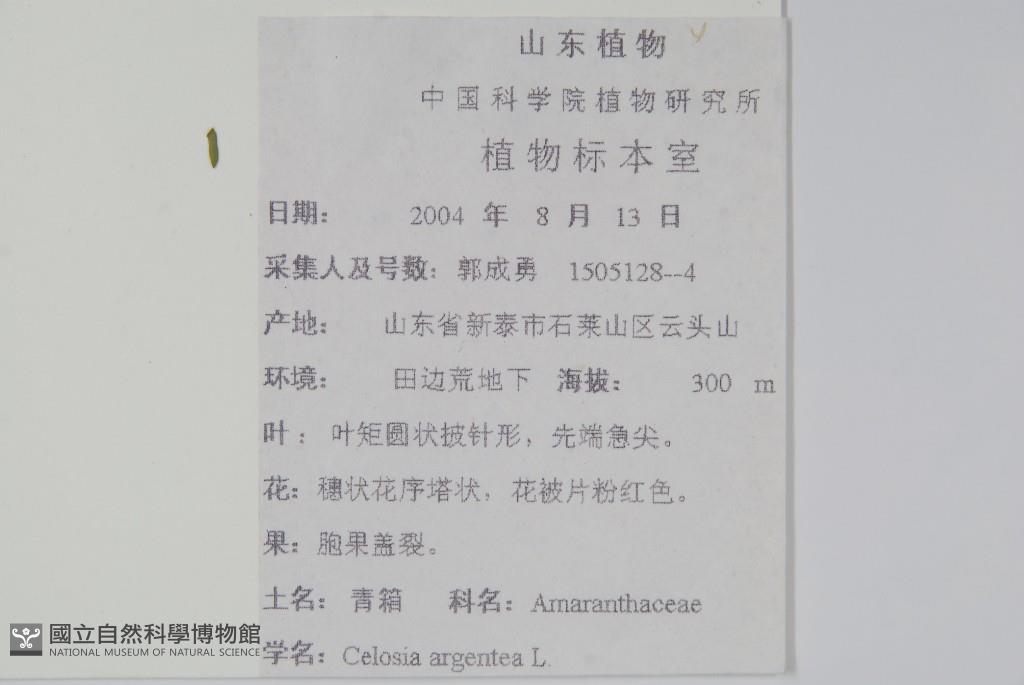 山东植物
中国科学院植物研究所
植物标本室
日期： 2004 年 8 月 13 日
采集人及号数：郭成勇 1505128--4
产地： 山东省新泰市石莱山区云头山
环境： 田边荒地下 海拔： 300 m
叶：叶矩圆状披针形，先端急尖。
花：穗状花序塔状，花被片粉红色。
果：胞果盖裂。
土名：青箱 科名：Amaranthaceae
学名：Celosia argentea L.
國立自然科學博物館
NATIONAL MUSEUM OF NATURAL SCIENCE